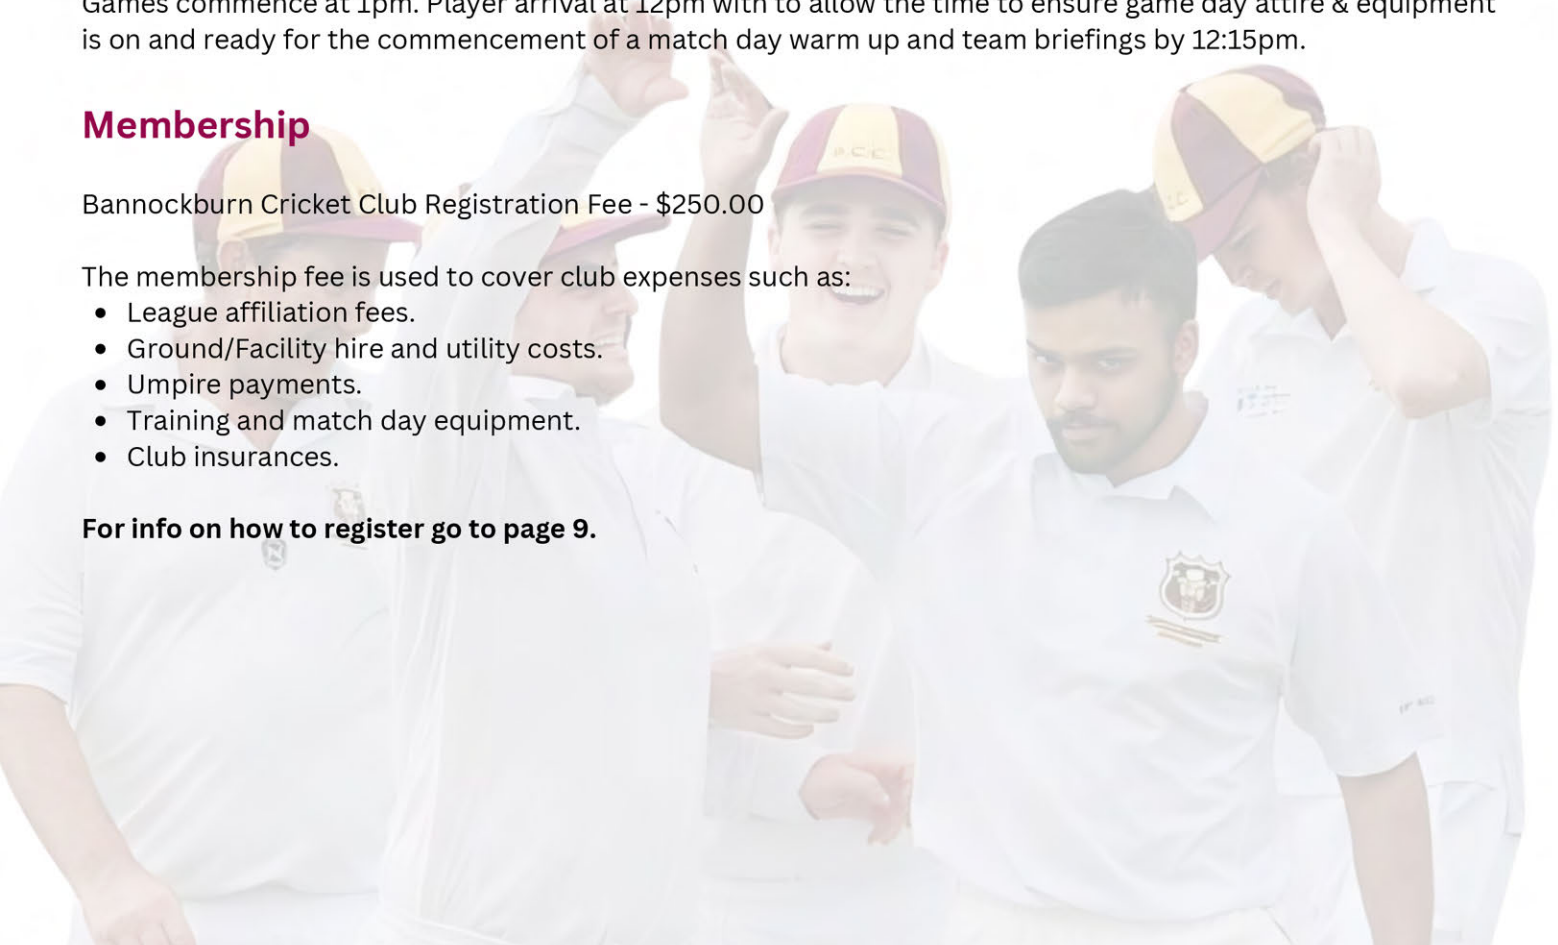 Games commence at 1pm. Player arrival at 12pm with to allow the time to ensure game day attire & equipment
is on and ready for the commencement of a match day warm up and team briefings by 12:15pm.
Membership
Bannockburn Cricket Club Registration Fee - $250.00
The membership fee is used to cover club expenses such as:
• League affiliation fees.
• Ground/Facility hire and utility costs.
• Umpire payments.
• Training and match day equipment.
• Club insurances.
For info on how to register go to page 9.
B.C.C